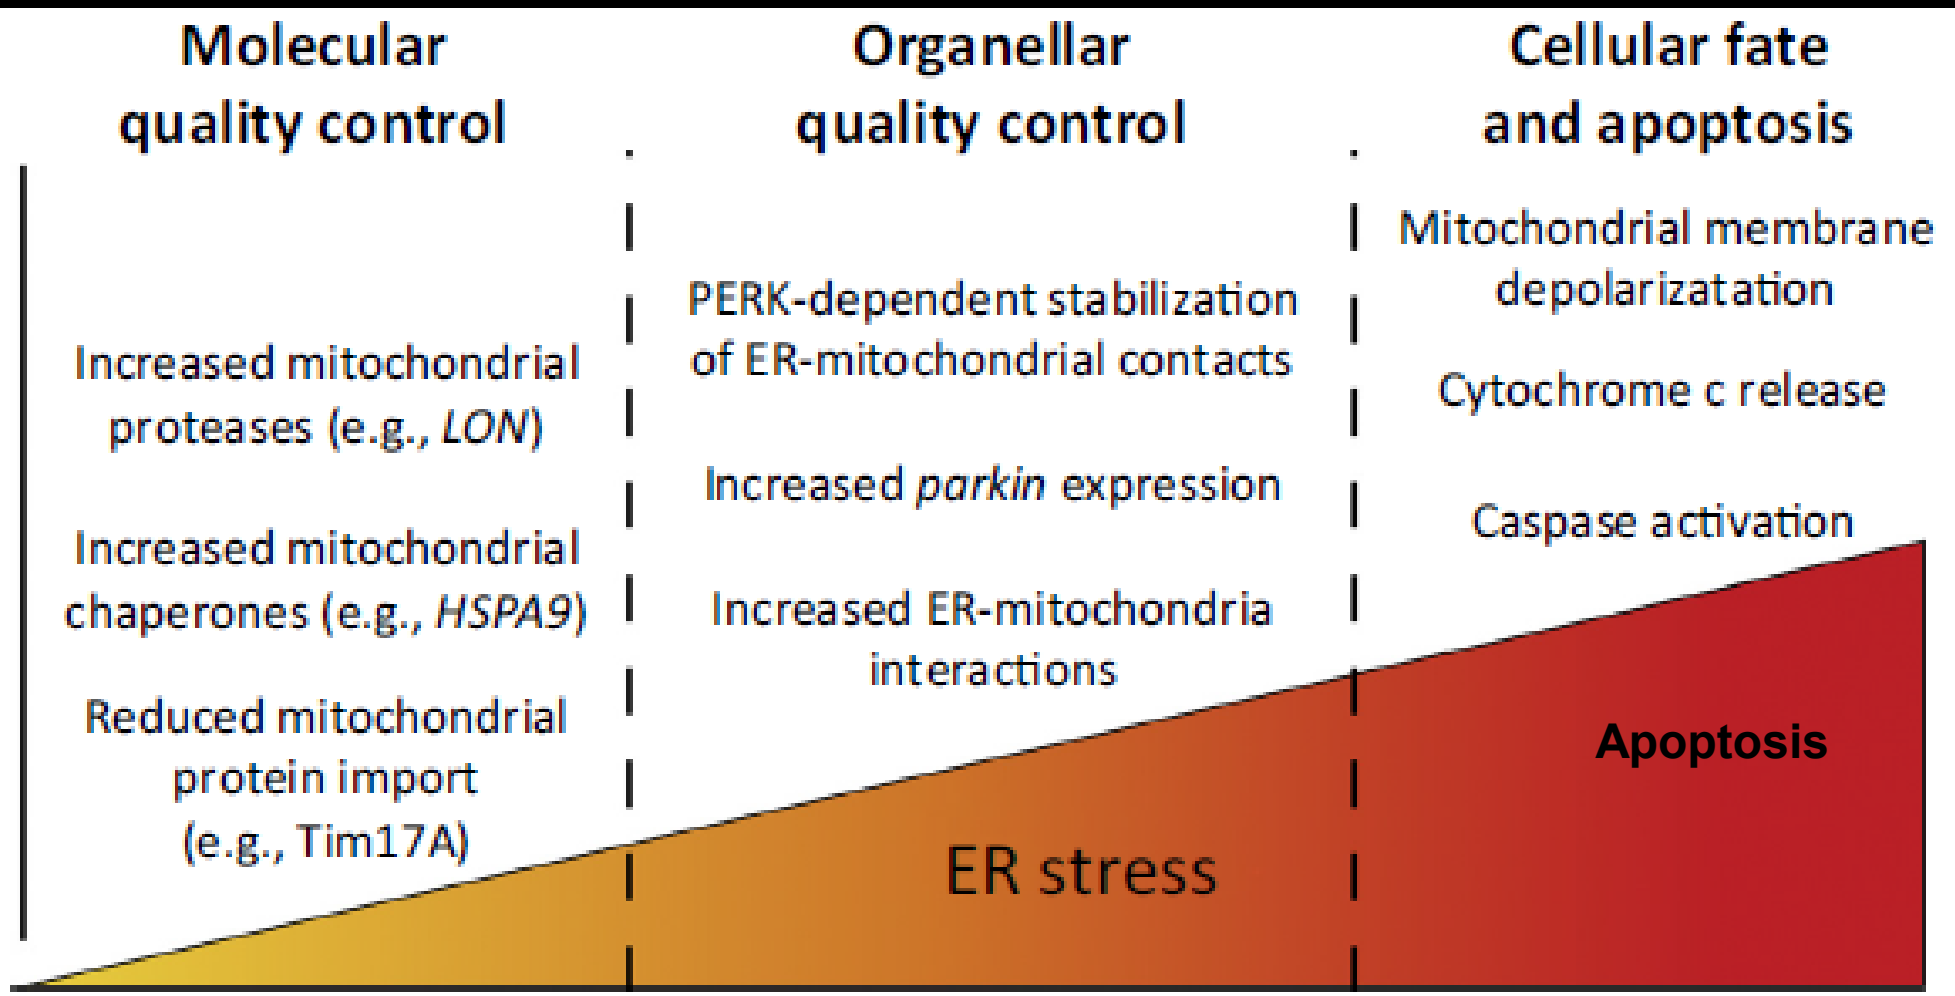 Molecular
quality control
Increased mitochondrial
proteases (e.g., LON)
Increased mitochondrial
chaperones (e.g., HSPA9)
Reduced mitochondrial
protein import
(e.g., Tim17A)
Organellar
quality control
PERK-dependent stabilization
of ER-mitochondrial contacts
Increased parkin expression
Increased ER-mitochondria
interactions
Cellular fate
and apoptosis
Mitochondrial membrane
depolarizatation
Cytochrome c release
Caspase activation
Apoptosis
ER stress